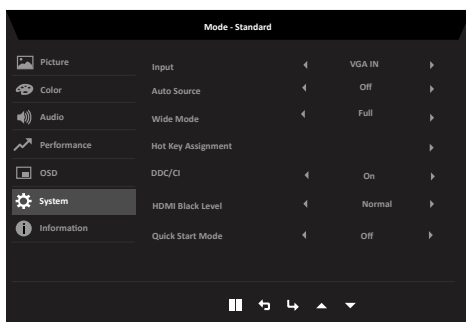 Mode - Standard
Picture
Input VGA IN
Color
Auto Source Off
Audio
Wide Mode Full
Performance
Hot Key Assignment
OSD
DDC/CI On
System
HDMI Black Level Normal
Information
Quick Start Mode Off